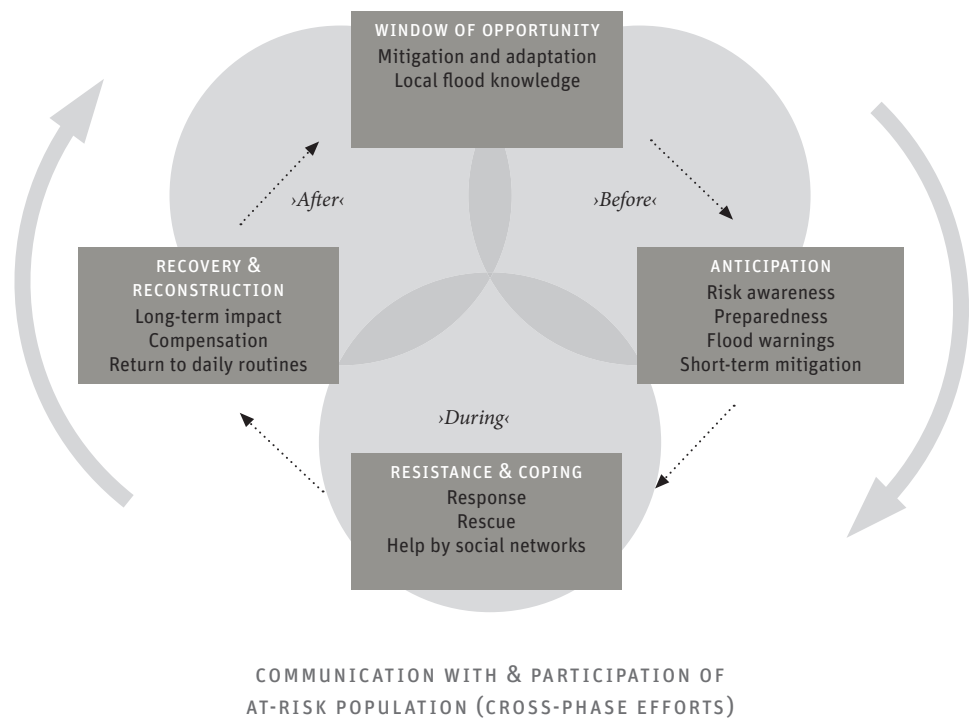 WINDOW OF OPPORTUNITY
Mitigation and adaptation
Local flood knowledge
›After‹
›Before‹
RECOVERY &
RECONSTRUCTION
Long-term impact
Compensation
Return to daily routines
ANTICIPATION
Risk awareness
Preparedness
Flood warnings
Short-term mitigation
›During‹
RESISTANCE & COPING
Response
Rescue
Help by social networks
COMMUNICATION WITH & PARTICIPATION OF
AT-RISK POPULATION (CROSS-PHASE EFFORTS)